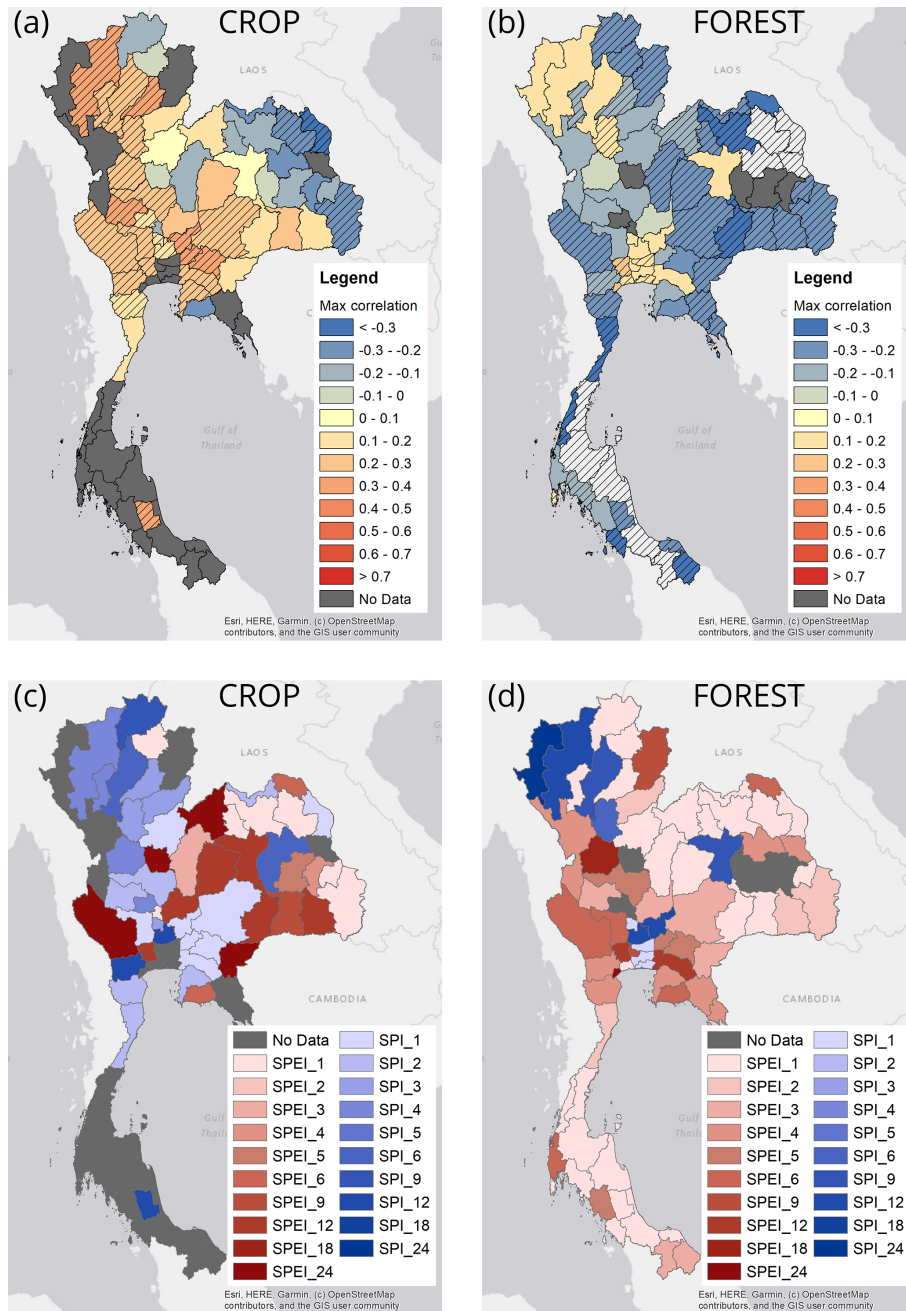 (a) CROP
LAOS
Gulf of
Thailand
Legend
Max correlation
< -0.3
-0.3 - -0.2
-0.2 - -0.1
-0.1 - 0
0 - 0.1
0.1 - 0.2
0.2 - 0.3
0.3 - 0.4
0.4 - 0.5
0.5 - 0.6
0.6 - 0.7
> 0.7
No Data
Esri, HERE, Garmin, (c) OpenStreetMap
contributors, and the GIS user community
(b) FOREST
LAOS
Gulf of
Thailand
Legend
Max correlation
< -0.3
-0.3 - -0.2
-0.2 - -0.1
-0.1 - 0
0 - 0.1
0.1 - 0.2
0.2 - 0.3
0.3 - 0.4
0.4 - 0.5
0.5 - 0.6
0.6 - 0.7
> 0.7
No Data
Esri, HERE, Garmin, (c) OpenStreetMap
contributors, and the GIS user community
(c) CROP
LAOS
CAMBODIA
Gulf
No Data SPI_1
SPEI_1 SPI_2
SPEI_2 SPI_3
SPEI_3 SPI_4
SPEI_4 SPI_5
SPEI_5 SPI_6
SPEI_6 SPI_9
SPEI_9 SPI_12
SPEI_12 SPI_18
SPEI_18 SPI_24
SPEI_24
Esri, HERE, Garmin, (c) OpenStreetMap
contributors, and the GIS user community
(d) FOREST
LAOS
CAMBODIA
Gulf
No Data SPI_1
SPEI_1 SPI_2
SPEI_2 SPI_3
SPEI_3 SPI_4
SPEI_4 SPI_5
SPEI_5 SPI_6
SPEI_6 SPI_9
SPEI_9 SPI_12
SPEI_12 SPI_18
SPEI_18 SPI_24
SPEI_24
Esri, HERE, Garmin, (c) OpenStreetMap
contributors, and the GIS user community